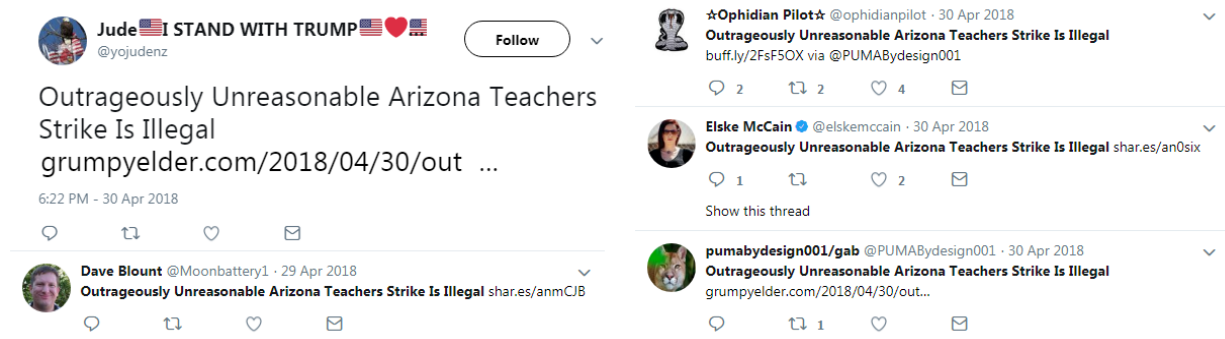 Jude🇺🇸I STAND WITH TRUMP🇺🇸❤️🇺🇸
@yojudenz
Follow
Outrageously Unreasonable Arizona Teachers
Strike Is Illegal
grumpyelder.com/2018/04/30/out ...
6:22 PM - 30 Apr 2018
Dave Blount @Moonbattery1 · 29 Apr 2018
Outrageously Unreasonable Arizona Teachers Strike Is Illegal shar.es/anmCJB
☆Ophidian Pilot☆ @ophidianpilot · 30 Apr 2018
Outrageously Unreasonable Arizona Teachers Strike Is Illegal
buff.ly/2FsF5OX via @PUMABydesign001
2 2 4
Elske McCain @elskemccain · 30 Apr 2018
Outrageously Unreasonable Arizona Teachers Strike Is Illegal shar.es/an0six
1 2
Show this thread
pumabydesign001/gab @PUMABydesign001 · 30 Apr 2018
Outrageously Unreasonable Arizona Teachers Strike Is Illegal
grumpyelder.com/2018/04/30/out...
1